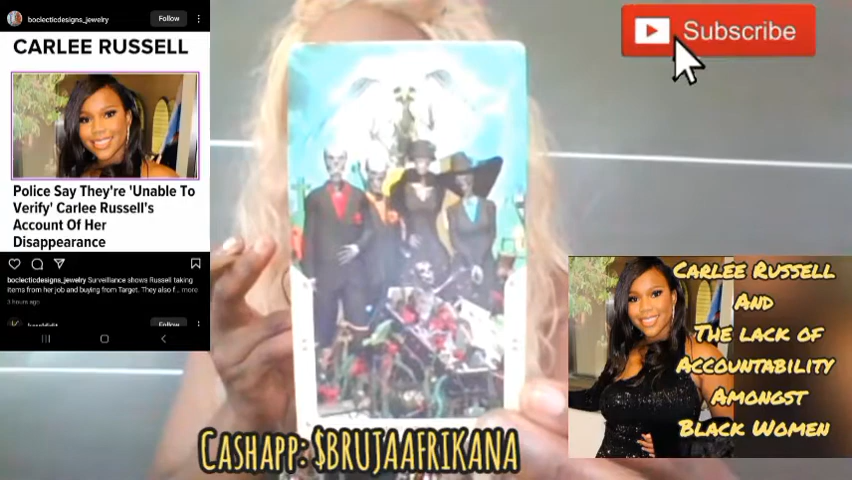 boclecticdesigns_jewelry
Follow
CARLEE RUSSELL
Police Say They're 'Unable To
Verify' Carlee Russell's
Account Of Her
Disappearance
boclecticdesigns_jewelry Surveillance shows Russell taking
items from her job and buying from Target. They also f... more
3 hours ago
Follow
Subscribe
CARLEE RUSSELL
AND
THE LACK OF
ACCOUNTABILITY
AMONGST
BLACK WOMEN
CASHAPP: $BRUJAAFRIKANA